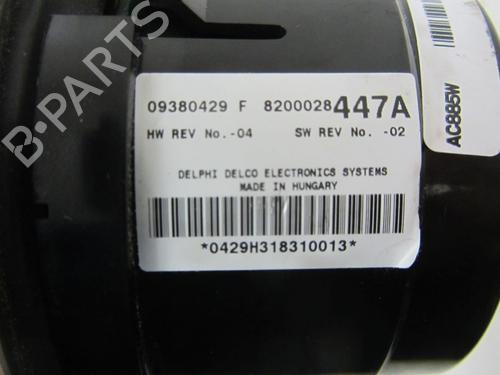 B-PARTS
09380429 F 8200028447A
HW REV No.-04 SW REV No. -02
DELPHI DELCO ELECTRONICS SYSTEMS
MADE IN HUNGARY
*0429H318310013*
AC885W